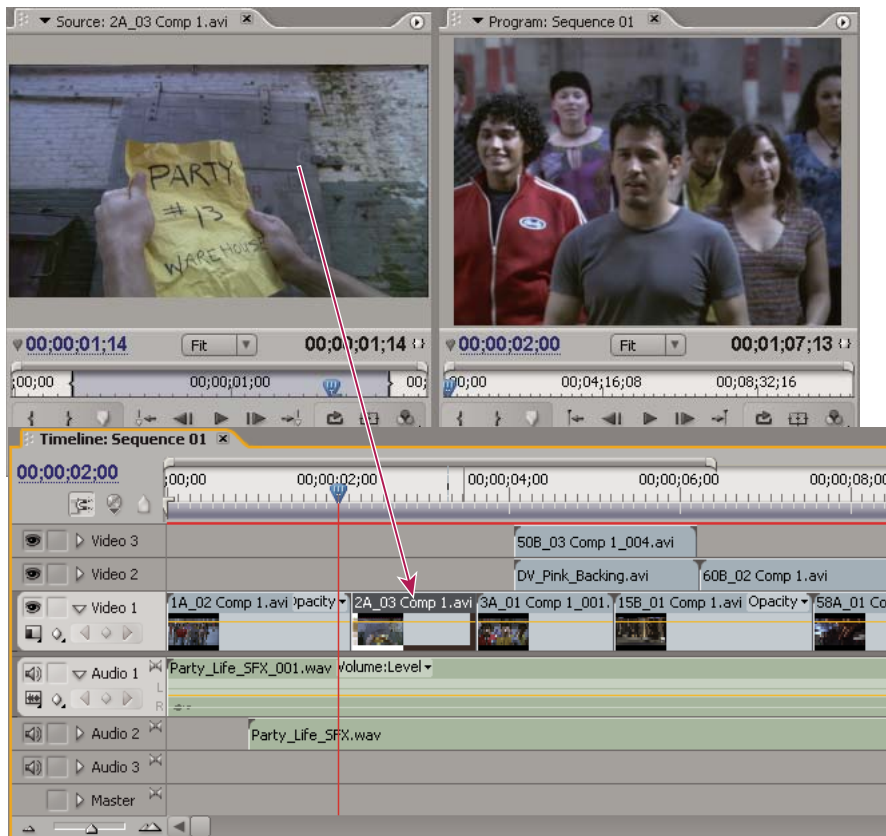 Source: 2A_03 Comp 1.avi
Program: Sequence 01
PARTY
# 13
WAREHOUSE
00;00;01;14
Fit
00;00;01;14
00;00;02;00
Fit
00;01;07;13
;00;00
00;00;01;00
00;
00;00
00;04;16;08
00;08;32;16
Timeline: Sequence 01
00;00;02;00
;00;00
00;00;02;00
00;00;04;00
00;00;06;00
00;00;08;00
Video 3
50B_03 Comp 1_004.avi
Video 2
DV_Pink_Backing.avi
60B_02 Comp 1.avi
Video 1
1A_02 Comp 1.avi
pacity
2A_03 Comp 1.avi
3A_01 Comp 1_001.
15B_01 Comp 1.avi
Opacity
58A_01 Co
Audio 1
Party_Life_SFX_001.wav
Volume:Level
L
R
Audio 2
Party_Life_SFX.wav
Audio 3
Master